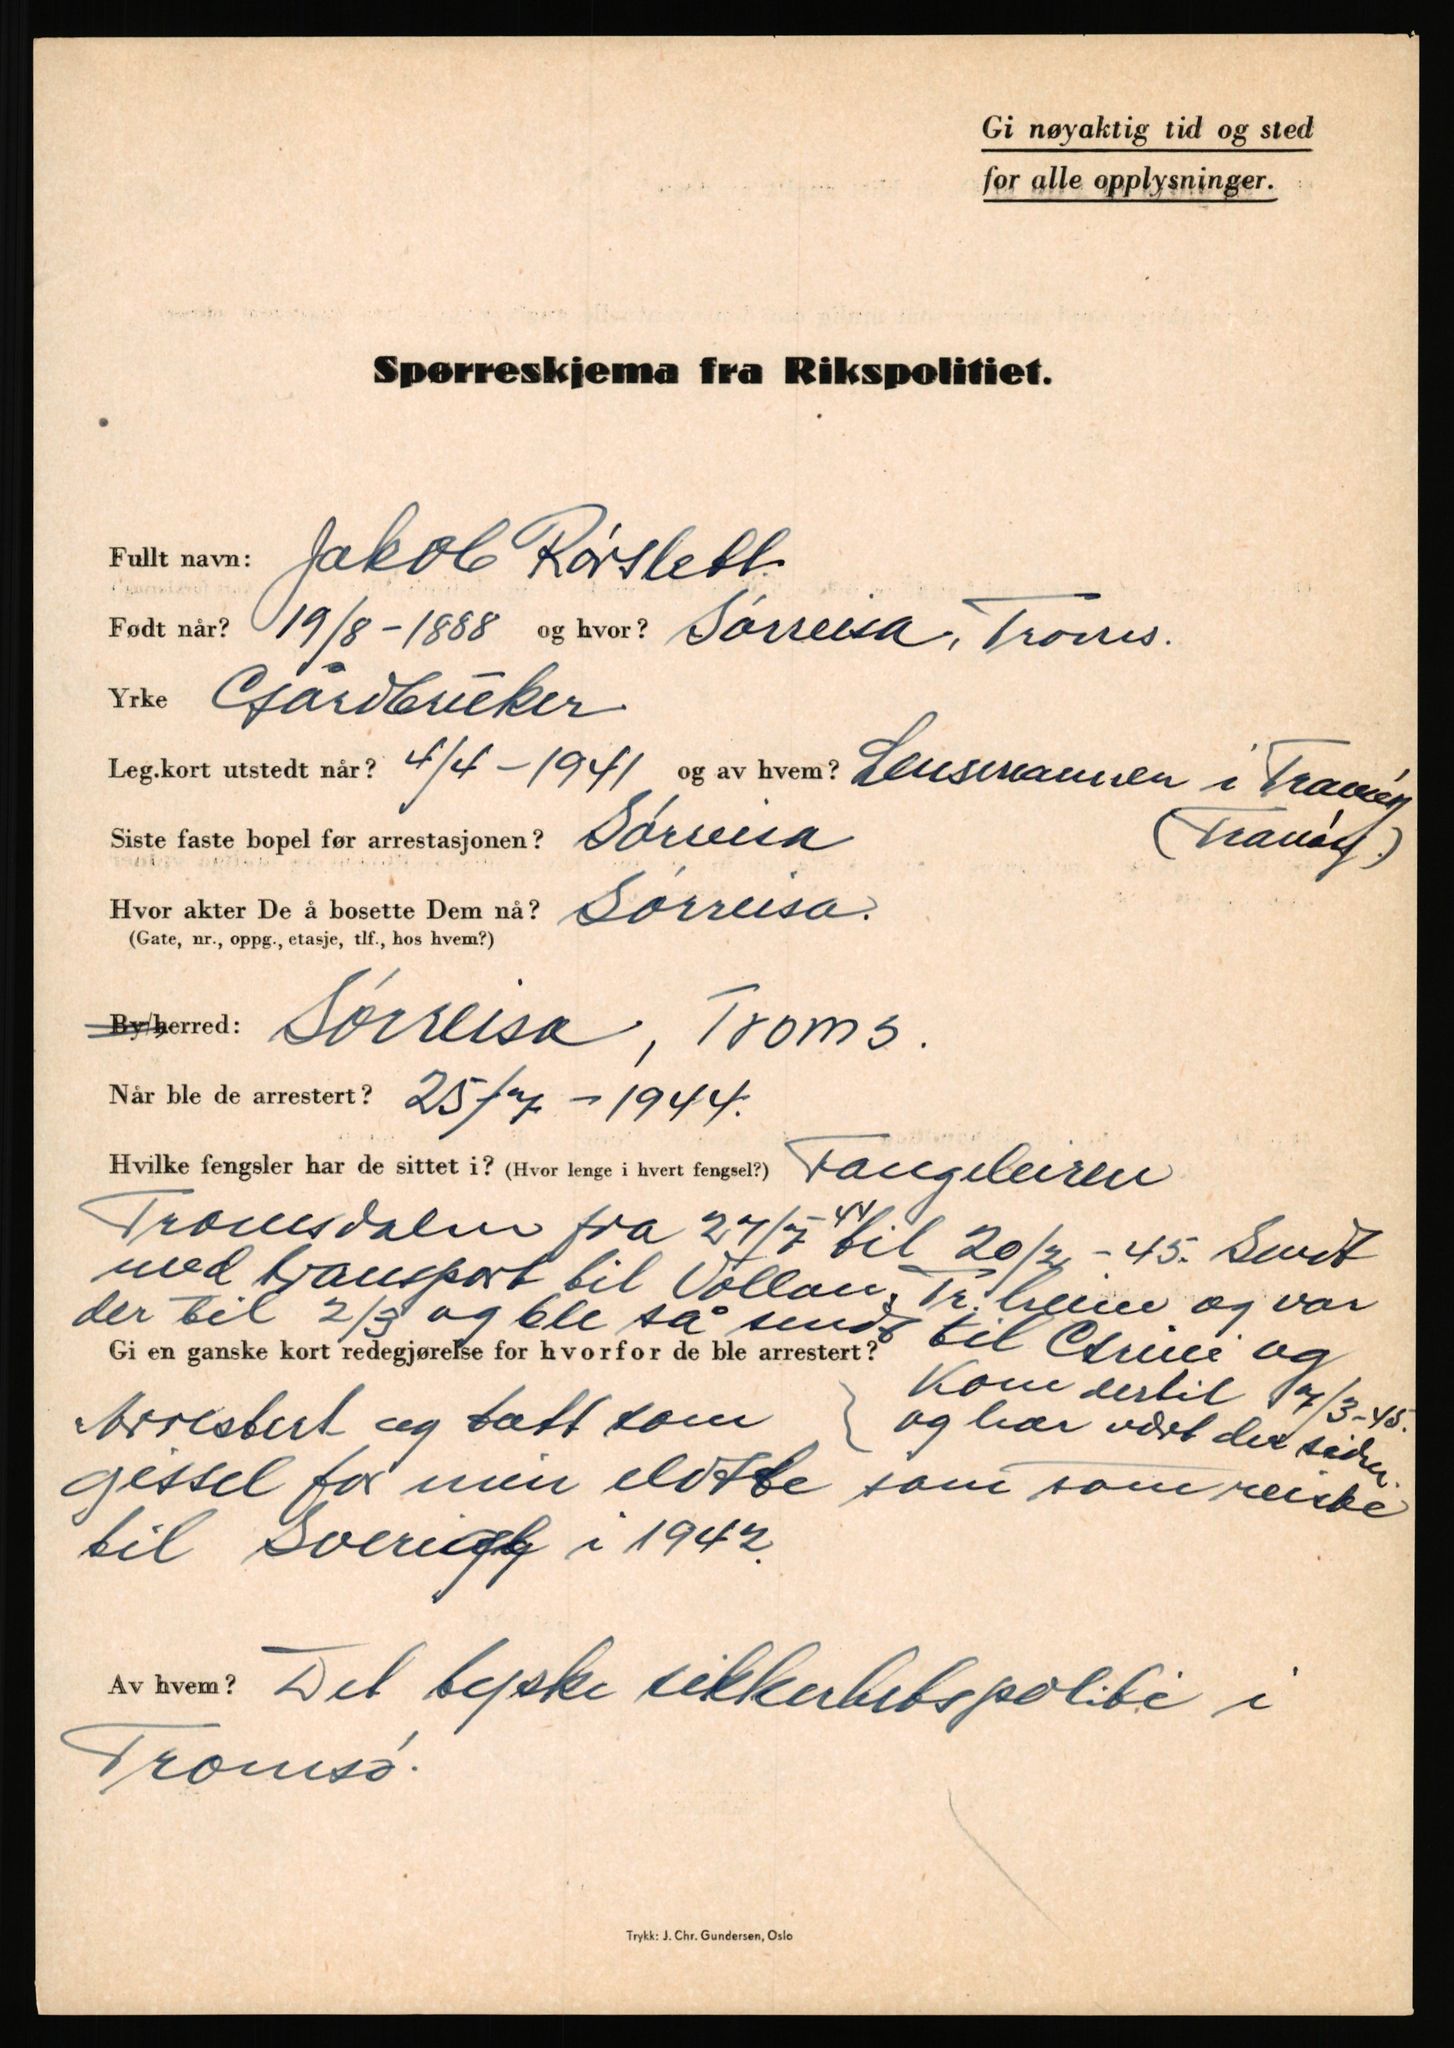 Gi nøyaktig tid og sted
for alle opplysninger.
Spørreskjema fra Rikspolitiet.
Fullt navn: Jakob Rørslett.
Født når? 19/8 - 1888 og hvor? Sørreisa, Troms.
Yrke Gårdbruker
Leg.kort utstedt når? 4/4 - 1941 og av hvem? Lensmannen i Tranøy
(Tranøy.)
Siste faste bopel før arrestasjonen? Sørreisa
Hvor akter De å bosette Dem nå? Sørreisa.
(Gate, nr., oppg., etasje, tlf., hos hvem?)
By/herred: Sørreisa, Troms.
Når ble de arrestert? 25/7 - 1944.
Hvilke fengsler har de sittet i? (Hvor lenge i hvert fengsel?) Fangeleiren
Tromsdalen fra 27/7 44 til 20/2 - 45. Sendt
med transport til Vollan, Tr.heim og var
der til 2/3 og ble så sendt til Grini og
kom dertil 7/3 - 45.
og har vært der siden.
Gi en ganske kort redegjørelse for hvorfor de ble arrestert?
Arrestert og tatt som
gissel for min eldste sønn som reiste
til Sverige i 1942.
Av hvem? Det tyske sikkerhetspoliti i
Tromsø.
Trykk: J. Chr. Gundersen, Oslo